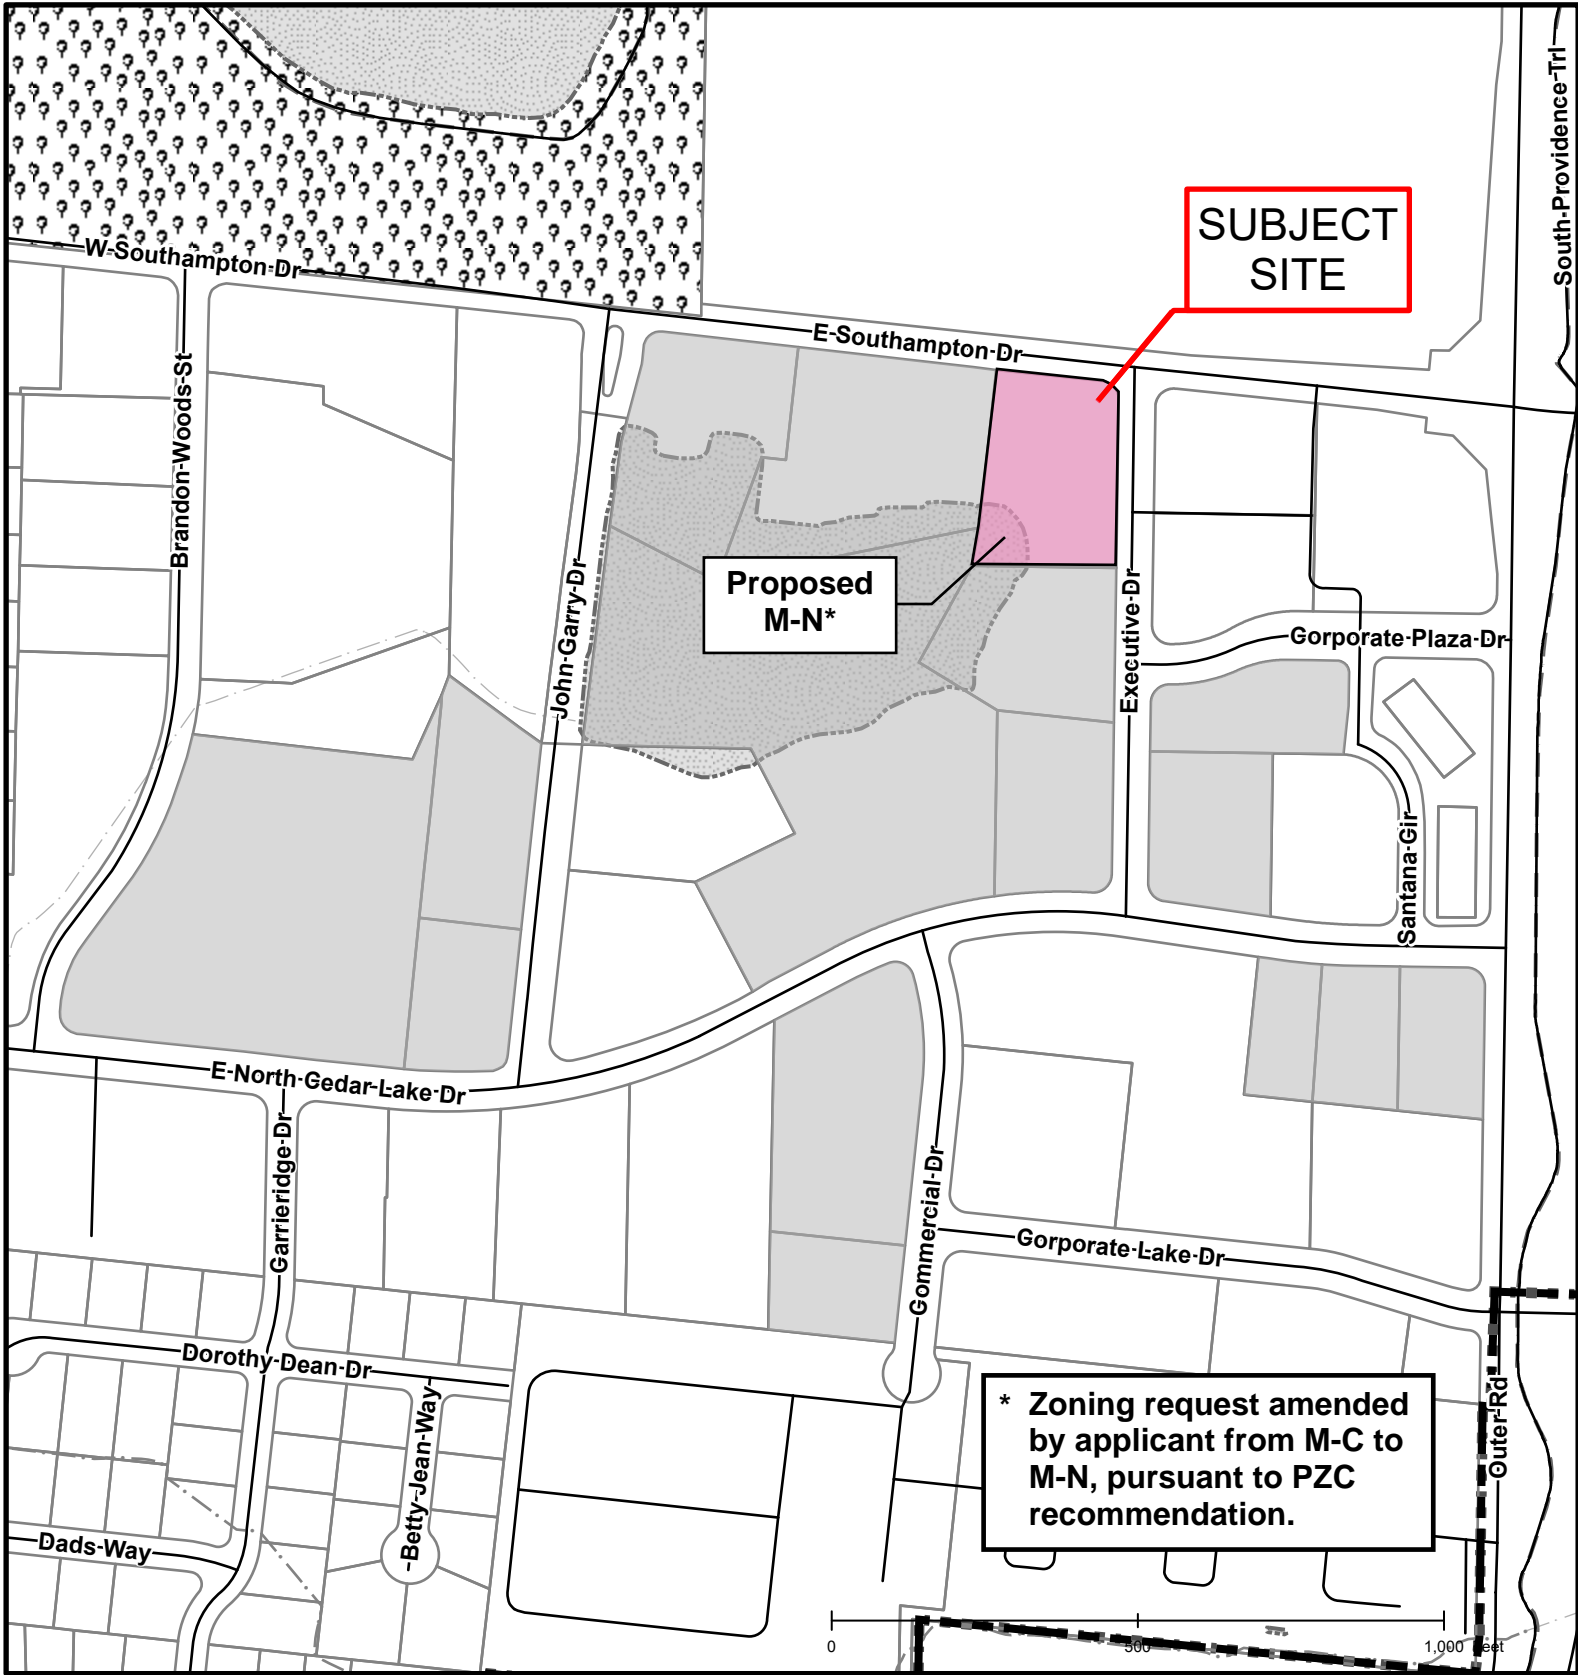 South-Providence-Trl
SUBJECT
SITE
W-Southampton-Dr
E-Southampton-Dr
Brandon-Woods-St
John-Garry-Dr
Proposed
M-N*
Executive-Dr
Gorporate-Plaza-Dr
Santana-Gir
E-North-Gedar-Lake-Dr
Garrieridge-Dr
Gommercial-Dr
Gorporate-Lake-Dr
Dorothy-Dean-Dr
Betty-Jean-Way
Dads-Way
Outer-Rd
* Zoning request amended
by applicant from M-C to
M-N, pursuant to PZC
recommendation.
0 500 1,000 Feet